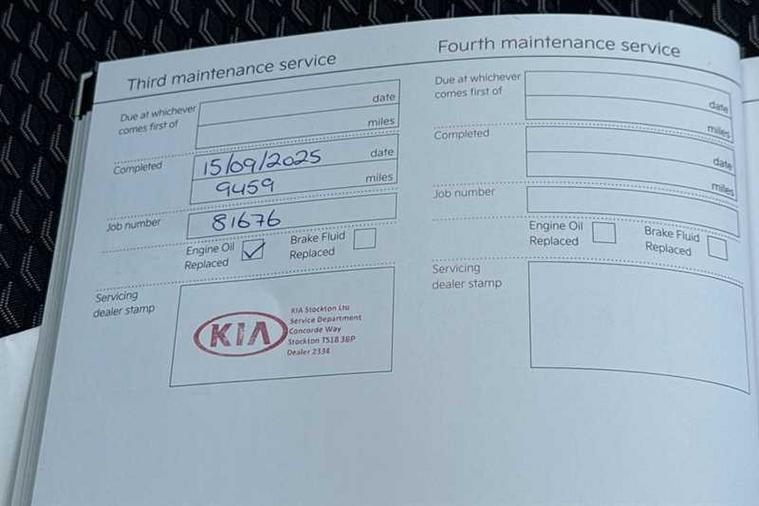 Third maintenance service
Due at whichever
comes first of
date
miles
Completed
15/09/2025 date
9459 miles
Job number
81676
Engine Oil
Replaced
Brake Fluid
Replaced
Servicing
dealer stamp
KIA
KIA Stockton Ltd
Service Department
Concorde Way
Stockton TS18 3BP
Dealer 2334
Fourth maintenance service
Due at whichever
comes first of
date
miles
Completed
date
miles
Job number
Engine Oil
Replaced
Brake Fluid
Replaced
Servicing
dealer stamp